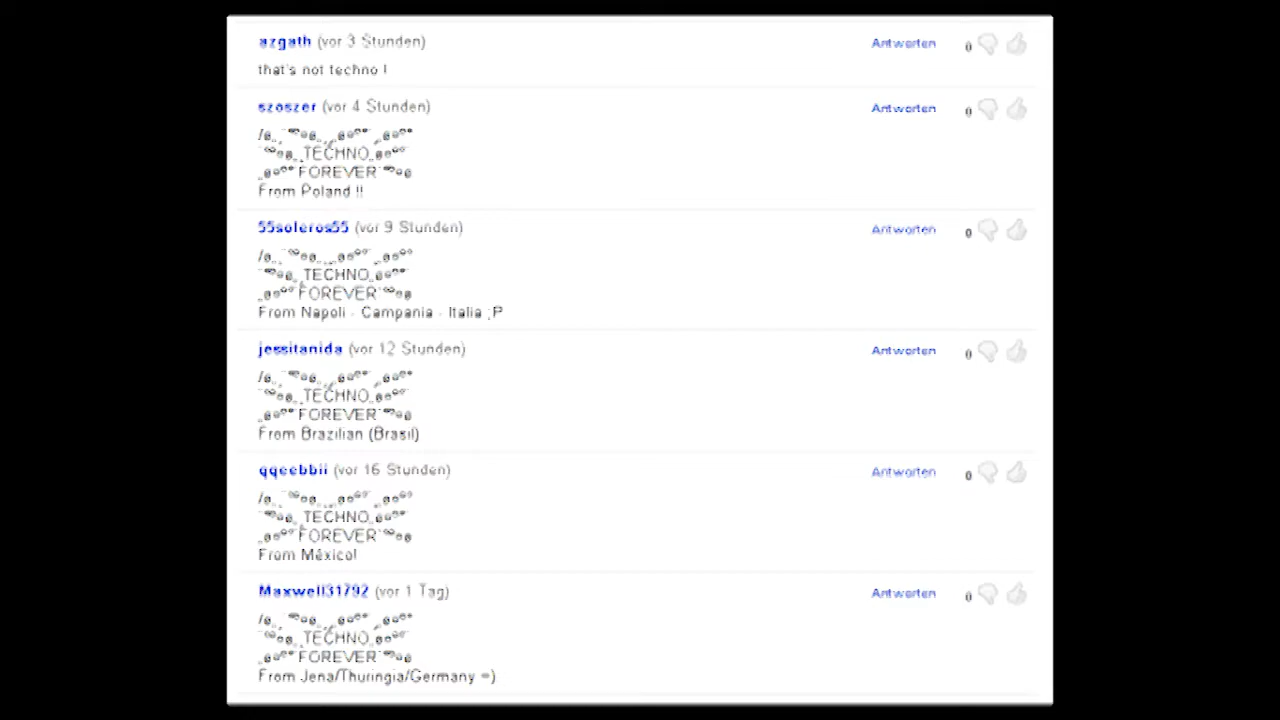 azgath (vor 3 Stunden) Antworten 0
that's not techno !
szoszer (vor 4 Stunden) Antworten 0
TECHNO
FOREVER
From Poland !!
55soleros55 (vor 9 Stunden) Antworten 0
TECHNO
FOREVER
From Napoli - Campania - Italia ;P
jessitanida (vor 12 Stunden) Antworten 0
TECHNO
FOREVER
From Brazilian (Brasil)
qqeebbii (vor 16 Stunden) Antworten 0
TECHNO
FOREVER
From México!
Maxwell31792 (vor 1 Tag) Antworten 0
TECHNO
FOREVER
From Jena/Thuringia/Germany =)